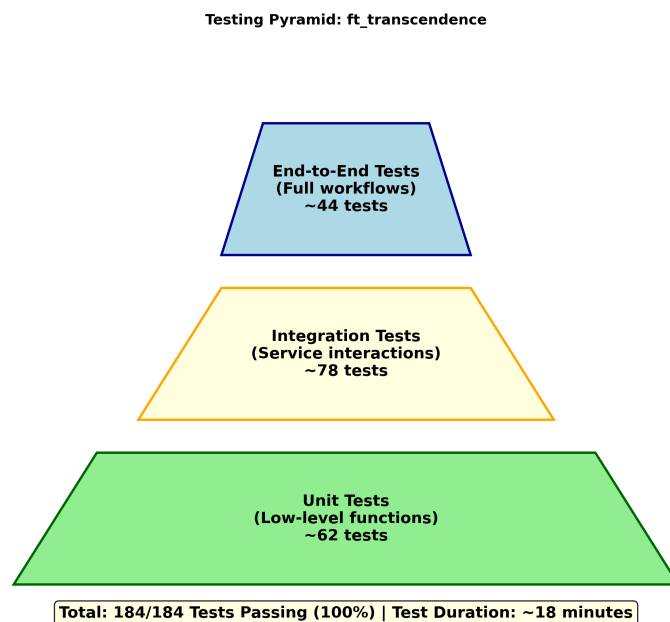 Testing Pyramid: ft_transcendence
End-to-End Tests
(Full workflows)
~44 tests
Integration Tests
(Service interactions)
~78 tests
Unit Tests
(Low-level functions)
~62 tests
Total: 184/184 Tests Passing (100%) | Test Duration: ~18 minutes